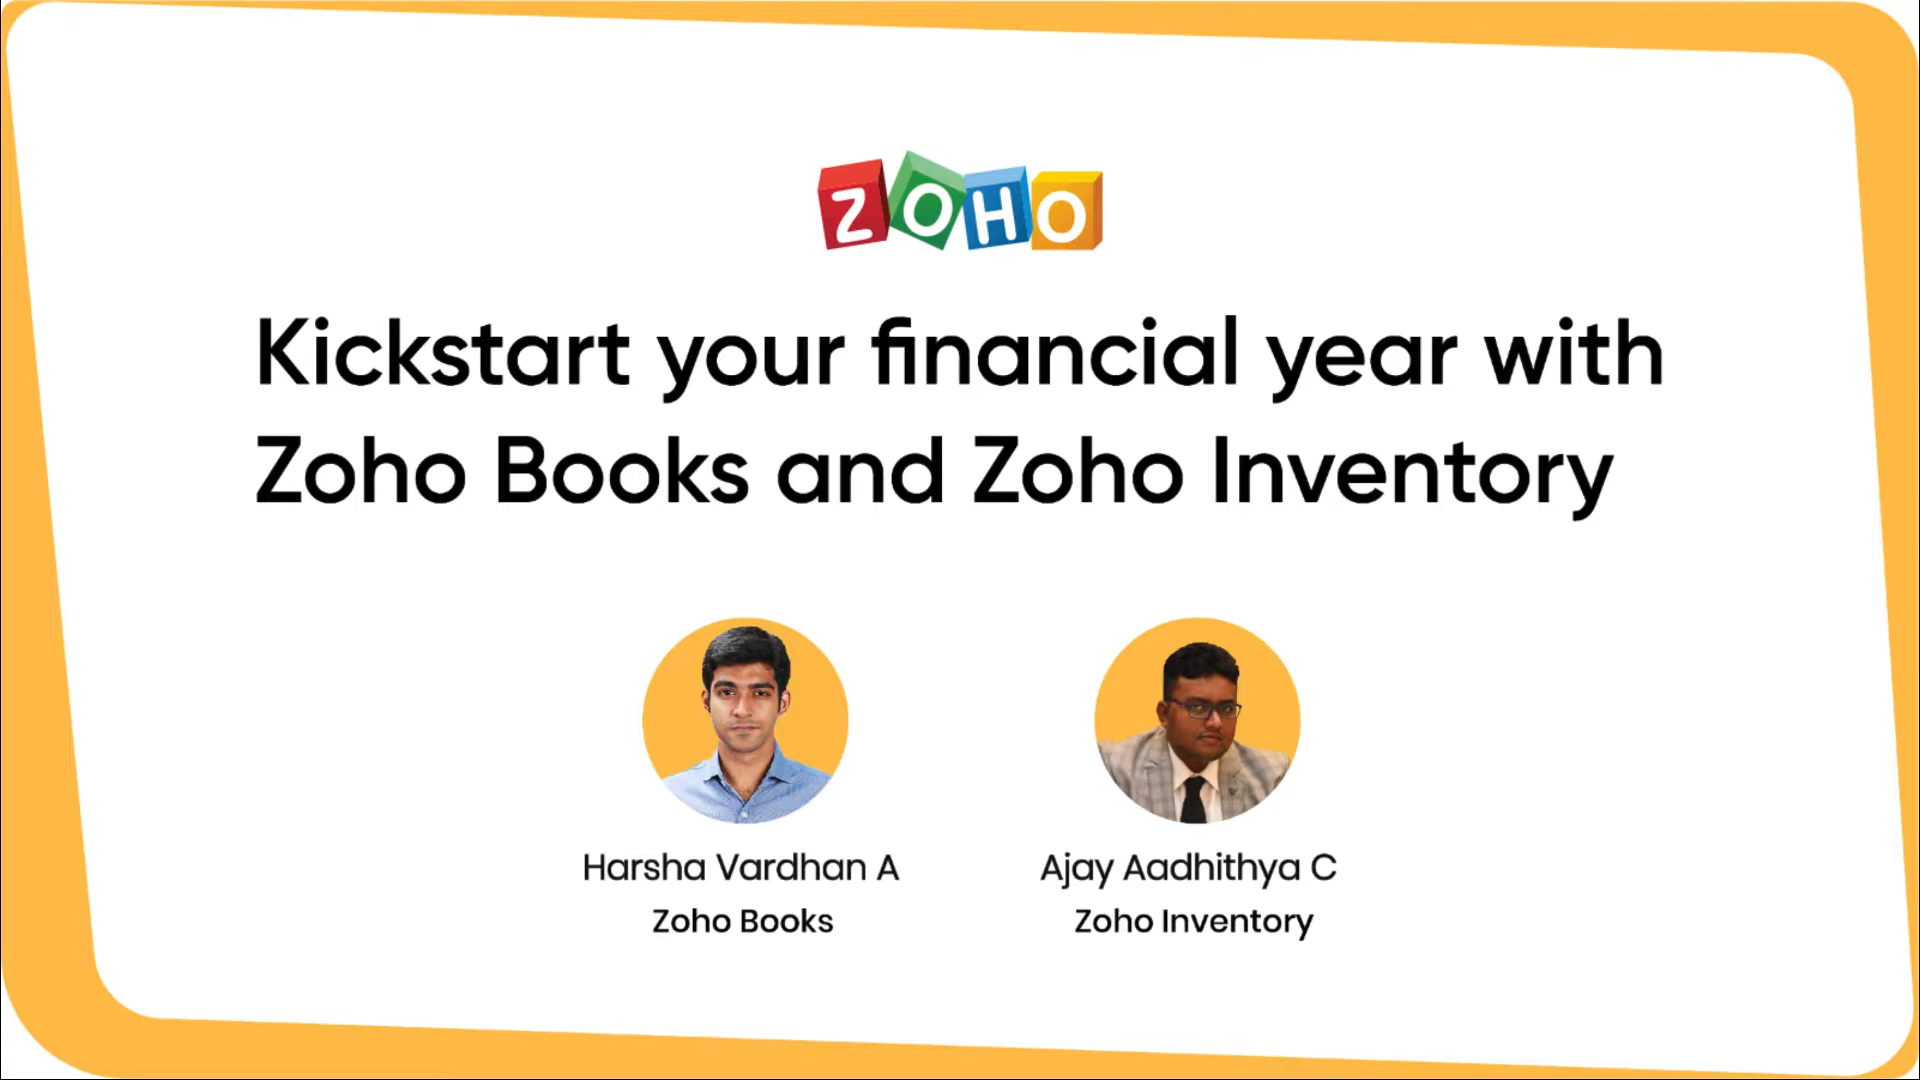 ZOHO
Kickstart your financial year with
Zoho Books and Zoho Inventory
Harsha Vardhan A
Ajay Aadhithya C
Zoho Books
Zoho Inventory